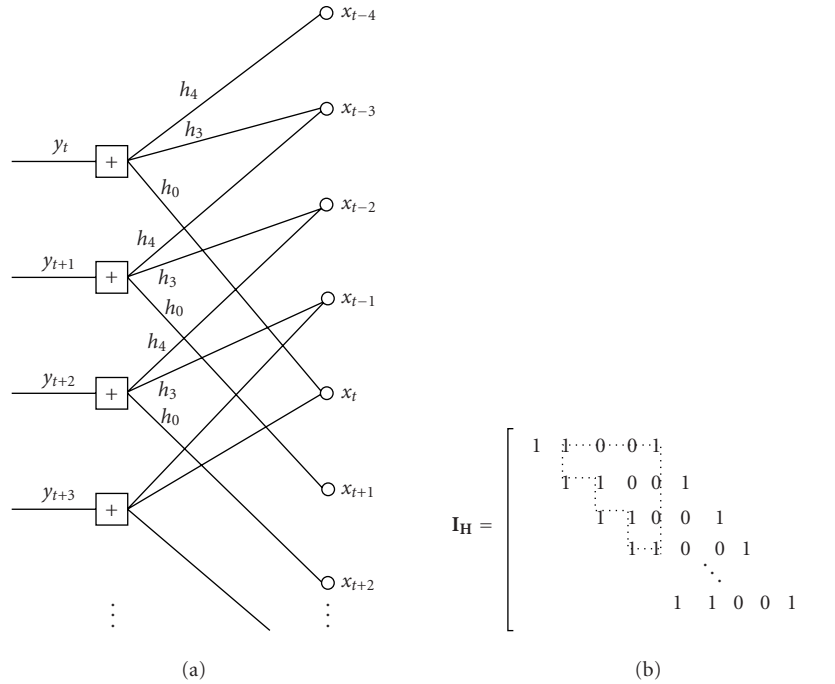 x_{t−4}
h_4
x_{t−3}
h_3
y_t
+
h_0
x_{t−2}
h_4
y_{t+1}
+
h_3
x_{t−1}
h_0
h_4
y_{t+2}
+
h_3
x_t
h_0
y_{t+3}
+
x_{t+1}
x_{t+2}
⋮ ⋮
(a)
1 1 0 0 1
1 1 0 0 1
I_H = 1 1 0 0 1
1 1 0 0 1
⋱
1 1 0 0 1
(b)